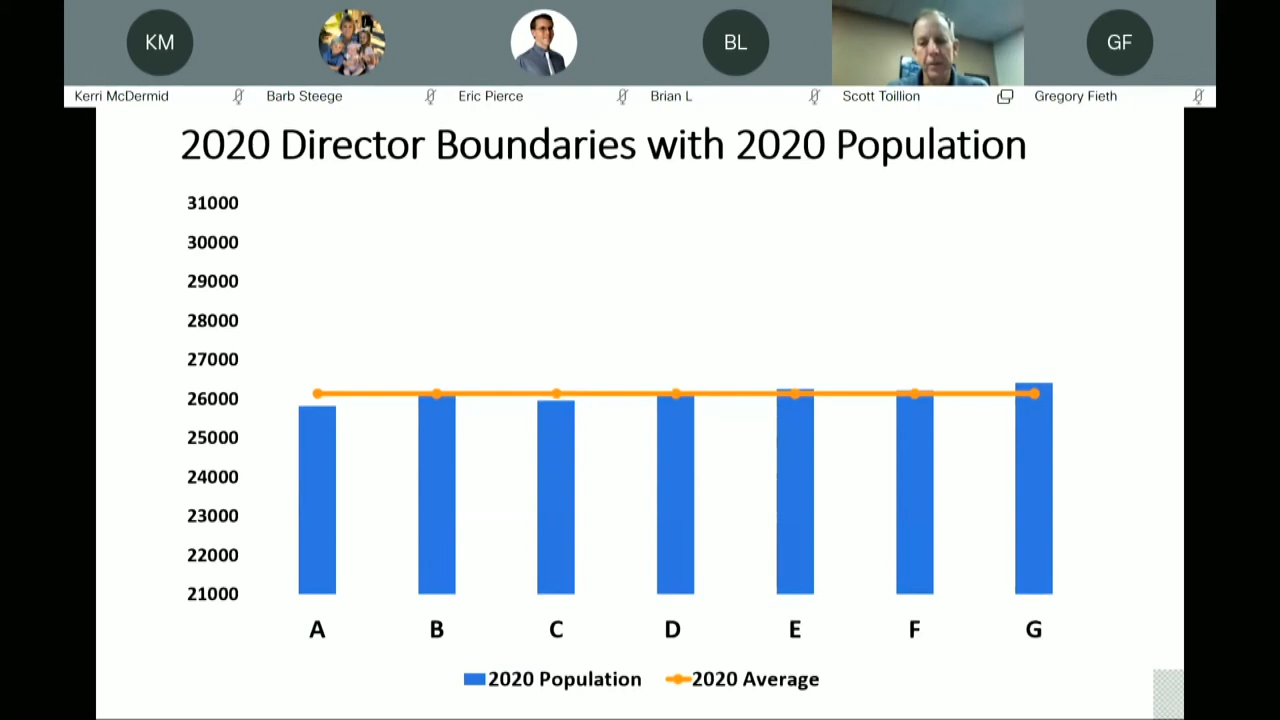 KM
BL
GF
Kerri McDermid
Barb Steege
Eric Pierce
Brian L
Scott Toillion
Gregory Fieth
2020 Director Boundaries with 2020 Population
31000
30000
29000
28000
27000
26000
25000
24000
23000
22000
21000
A B C D E F G
2020 Population 2020 Average